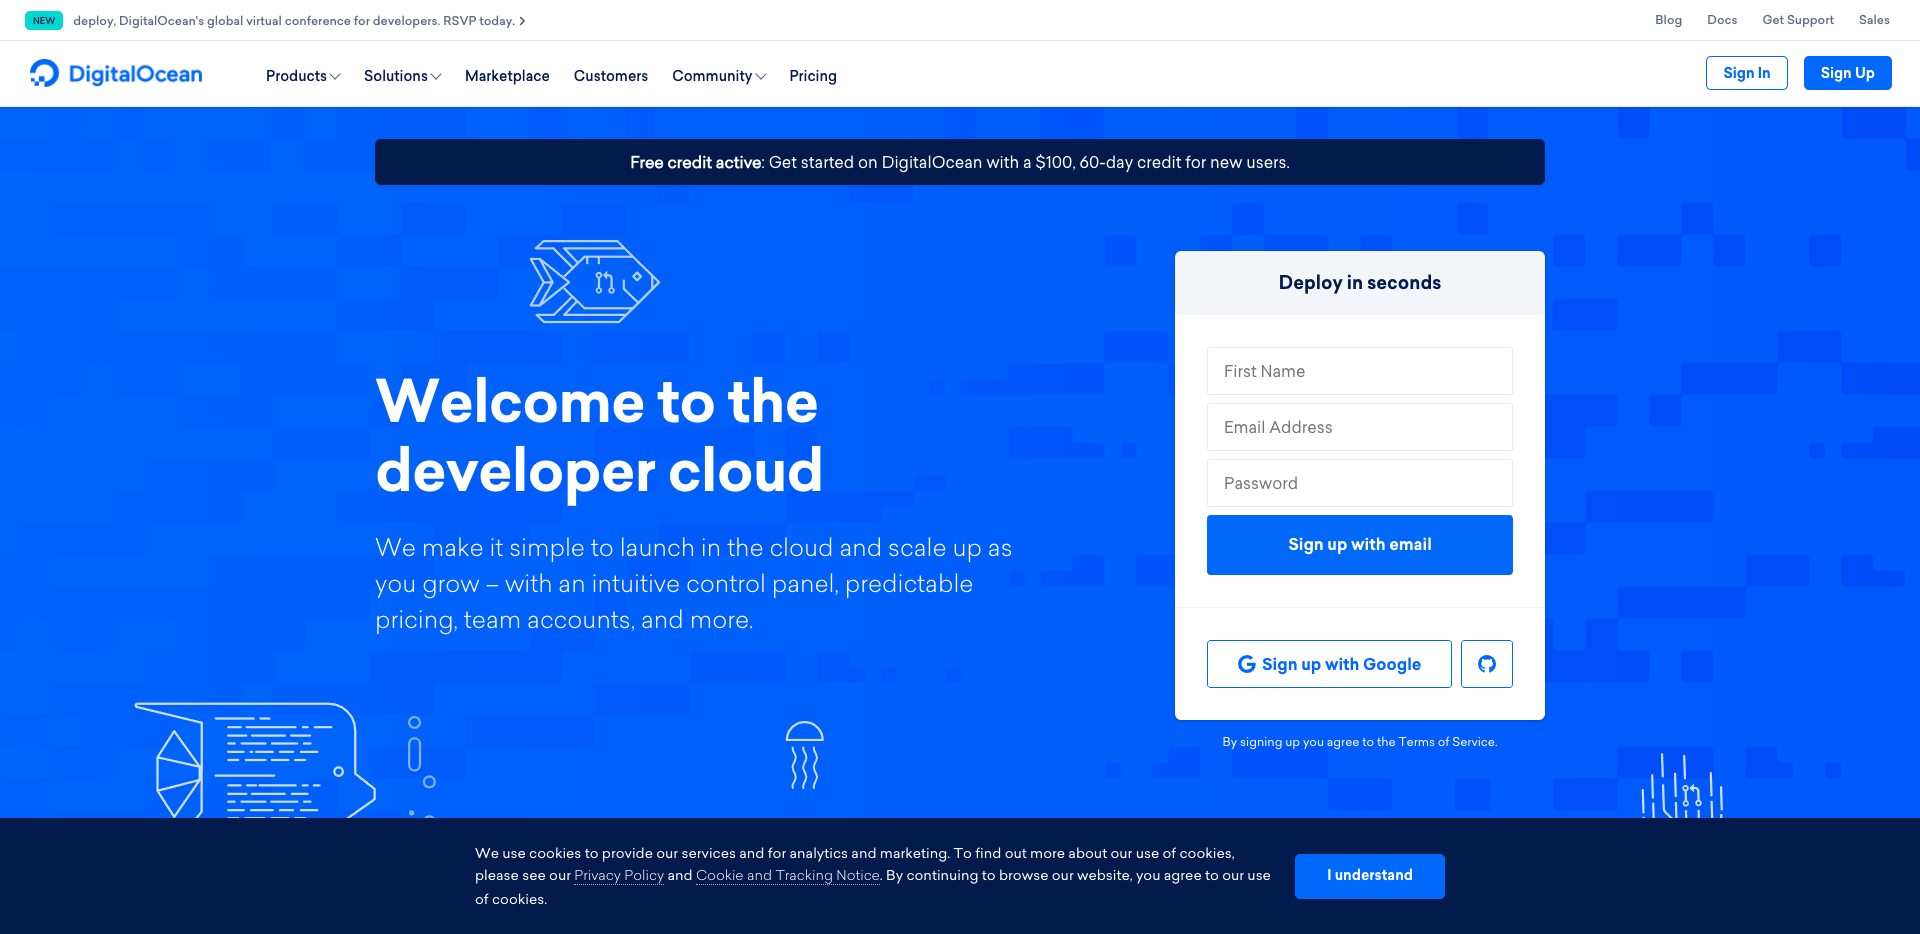 NEW deploy, DigitalOcean's global virtual conference for developers. RSVP today.
Blog Docs Get Support Sales
DigitalOcean
Products Solutions Marketplace Customers Community Pricing
Sign In Sign Up
Free credit active: Get started on DigitalOcean with a $100, 60-day credit for new users.
Welcome to the
developer cloud
We make it simple to launch in the cloud and scale up as
you grow – with an intuitive control panel, predictable
pricing, team accounts, and more.
Deploy in seconds
First Name
Email Address
Password
Sign up with email
Sign up with Google
By signing up you agree to the Terms of Service.
We use cookies to provide our services and for analytics and marketing. To find out more about our use of cookies,
please see our Privacy Policy and Cookie and Tracking Notice. By continuing to browse our website, you agree to our use
of cookies.
I understand